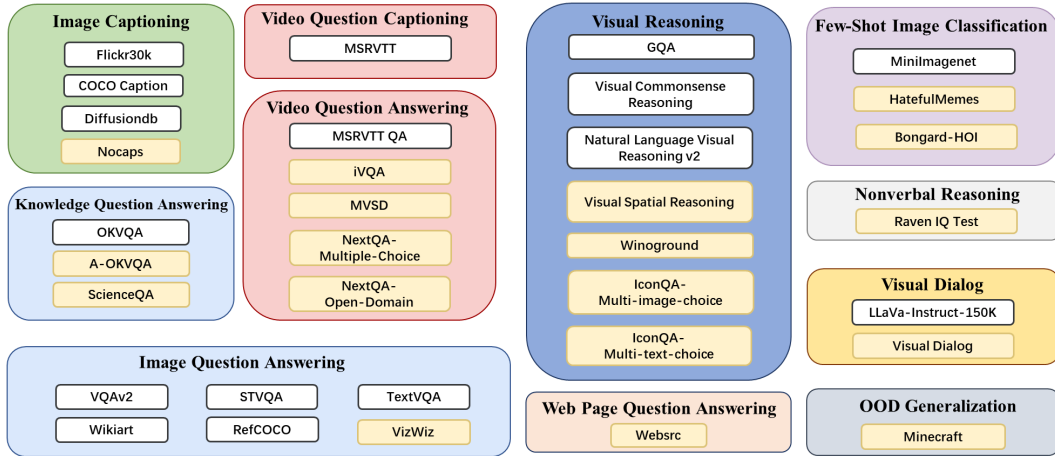 Image Captioning
Flickr30k
COCO Caption
Diffusiondb
Nocaps
Video Question Captioning
MSRVTT
Video Question Answering
MSRVTT QA
iVQA
MVSD
NextQA-
Multiple-Choice
NextQA-
Open-Domain
Knowledge Question Answering
OKVQA
A-OKVQA
ScienceQA
Image Question Answering
VQAv2
STVQA
TextVQA
Wikiart
RefCOCO
VizWiz
Visual Reasoning
GQA
Visual Commonsense
Reasoning
Natural Language Visual
Reasoning v2
Visual Spatial Reasoning
Winoground
IconQA-
Multi-image-choice
IconQA-
Multi-text-choice
Web Page Question Answering
Websrc
Few-Shot Image Classification
MiniImagenet
HatefulMemes
Bongard-HOI
Nonverbal Reasoning
Raven IQ Test
Visual Dialog
LLaVa-Instruct-150K
Visual Dialog
OOD Generalization
Minecraft